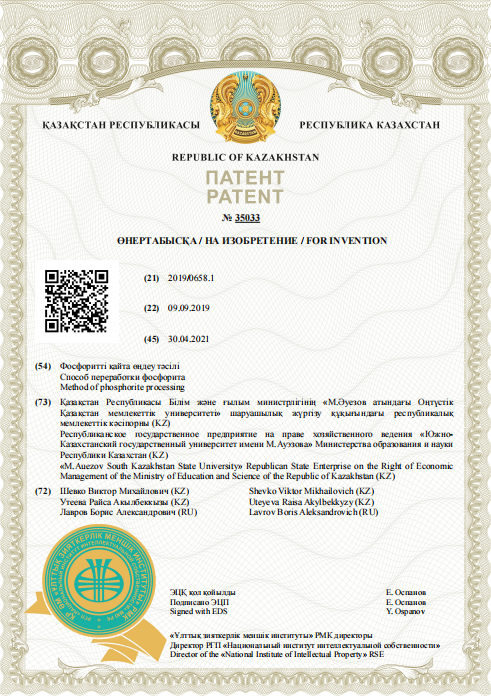 ҚАЗАҚСТАН РЕСПУБЛИКАСЫ РЕСПУБЛИКА КАЗАХСТАН
REPUBLIC OF KAZAKHSTAN
ПАТЕНТ
PATENT
№ 35033
ӨНЕРТАБЫСҚА / НА ИЗОБРЕТЕНИЕ / FOR INVENTION
(21) 2019/0658.1
(22) 09.09.2019
(45) 30.04.2021
(54) Фосфоритті қайта өңдеу тәсілі
Способ переработки фосфорита
Method of phosphorite processing
(73) Қазақстан Республикасы Білім және ғылым министрлігінің «М.Әуезов атындағы Оңтүстік
Қазақстан мемлекеттік университеті» шаруашылық жүргізу құқығындағы республикалық
мемлекеттік кәсіпорны (KZ)
Республиканское государственное предприятие на праве хозяйственного ведения «Южно-
Казахстанский государственный университет имени М.Ауэзова» Министерства образования и науки
Республики Казахстан (KZ)
«M.Auezov South Kazakhstan State University» Republican State Enterprise on the Right of Economic
Management of the Ministry of Education and Science of the Republic of Kazakhstan (KZ)
(72) Шевко Виктор Михайлович (KZ) Shevko Viktor Mikhailovich (KZ)
Утеева Райса Акылбеккызы (KZ) Uteyeva Raisa Akylbekkyzy (KZ)
Лавров Борис Александрович (RU) Lavrov Boris Aleksandrovich (RU)
ЭЦҚ қол қойылды Е. Оспанов
Подписано ЭЦП Е. Оспанов
Signed with EDS Y. Ospanov
«Ұлттық зияткерлік меншік институты» РМК директоры
Директор РГП «Национальный институт интеллектуальной собственности»
Director of the «National Institute of Intellectual Property» RSE